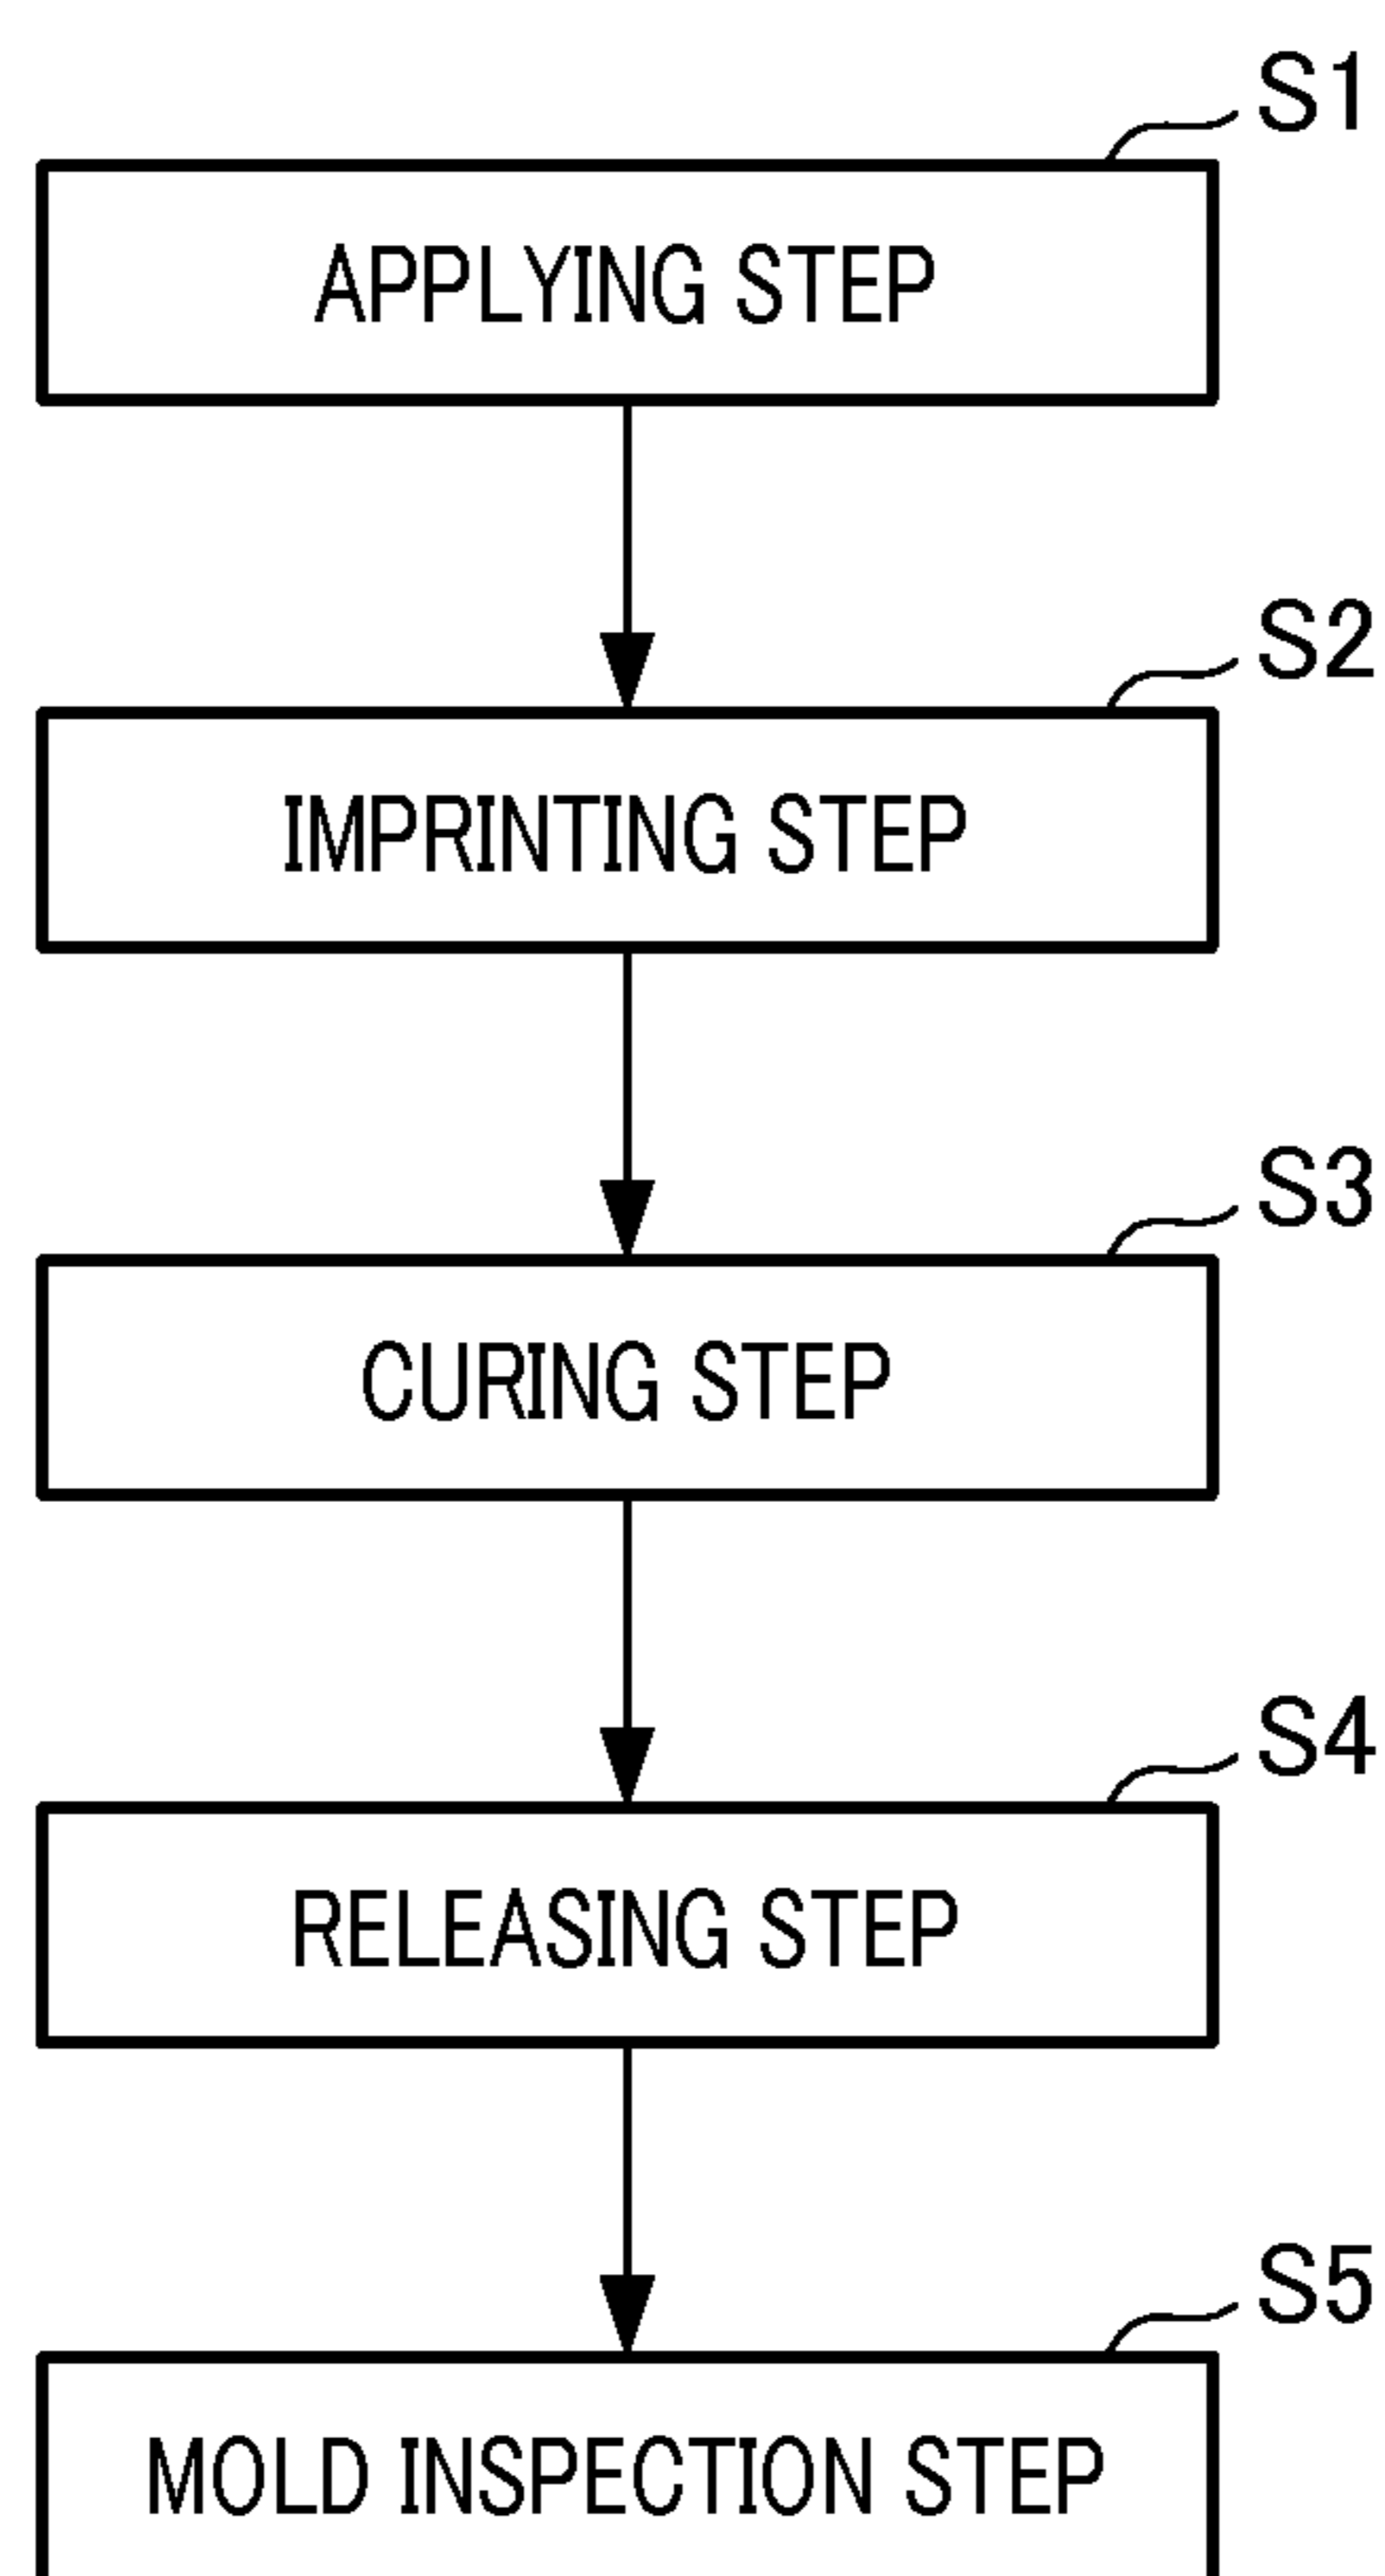 S1
APPLYING STEP
S2
IMPRINTING STEP
S3
CURING STEP
S4
RELEASING STEP
S5
MOLD INSPECTION STEP